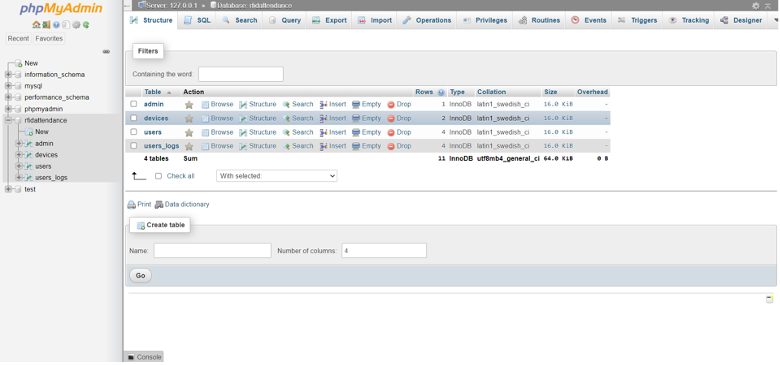 phpMyAdmin
Recent Favorites
New
information_schema
mysql
performance_schema
phpmyadmin
rfidattendance
New
admin
devices
users
users_logs
test
Server: 127.0.0.1 » Database: rfidattendance
Structure SQL Search Query Export Import Operations Privileges Routines Events Triggers Tracking Designer
Filters
Containing the word:
Table Action Rows Type Collation Size Overhead
admin Browse Structure Search Insert Empty Drop 1 InnoDB latin1_swedish_ci 16.0 KiB -
devices Browse Structure Search Insert Empty Drop 2 InnoDB latin1_swedish_ci 16.0 KiB -
users Browse Structure Search Insert Empty Drop 4 InnoDB latin1_swedish_ci 16.0 KiB -
users_logs Browse Structure Search Insert Empty Drop 4 InnoDB latin1_swedish_ci 16.0 KiB -
4 tables Sum 11 InnoDB utf8mb4_general_ci 64.0 KiB 0 B
Check all With selected:
Print Data dictionary
Create table
Name: Number of columns: 4
Go
Console